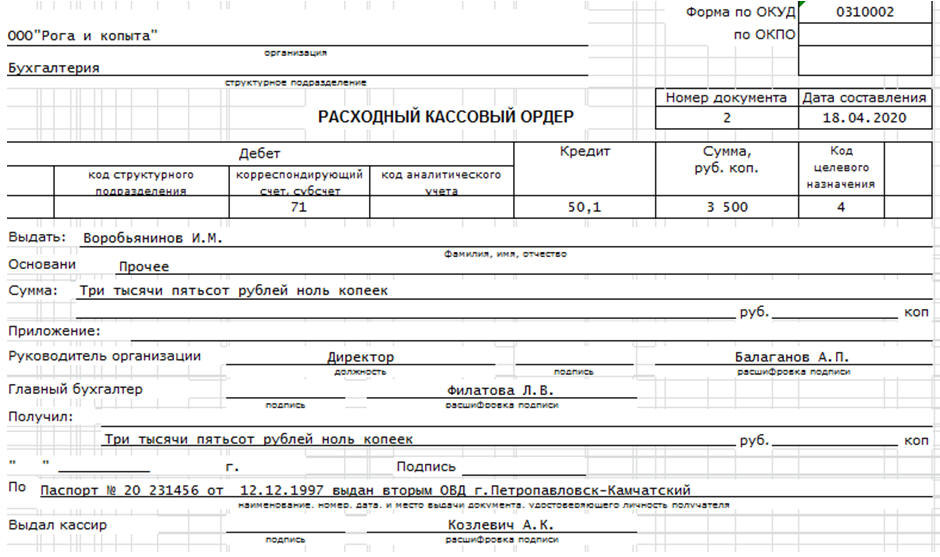 Форма по ОКУД 0310002
ООО"Рога и копыта" по ОКПО
организация
Бухгалтерия
структурное подразделение
Номер документа Дата составления
РАСХОДНЫЙ КАССОВЫЙ ОРДЕР 2 18.04.2020
Дебет Кредит Сумма, руб. коп. Код целевого назначения
код структурного подразделения корреспондирующий счет, субсчет код аналитического учета
71 50,1 3 500 4
Выдать: Воробьянинов И.М.
фамилия, имя, отчество
Основани Прочее
Сумма: Три тысячи пятьсот рублей ноль копеек
руб. коп
Приложение:
Руководитель организации Директор Балаганов А.П.
должность подпись расшифровка подписи
Главный бухгалтер Филатова Л.В.
подпись расшифровка подписи
Получил:
Три тысячи пятьсот рублей ноль копеек руб. коп
" " г. Подпись
По Паспорт № 20 231456 от 12.12.1997 выдан вторым ОВД г.Петропавловск-Камчатский
наименование, номер, дата, и место выдачи документа, удостоверяющего личность получателя
Выдал кассир Козлевич А.К.
подпись расшифровка подписи